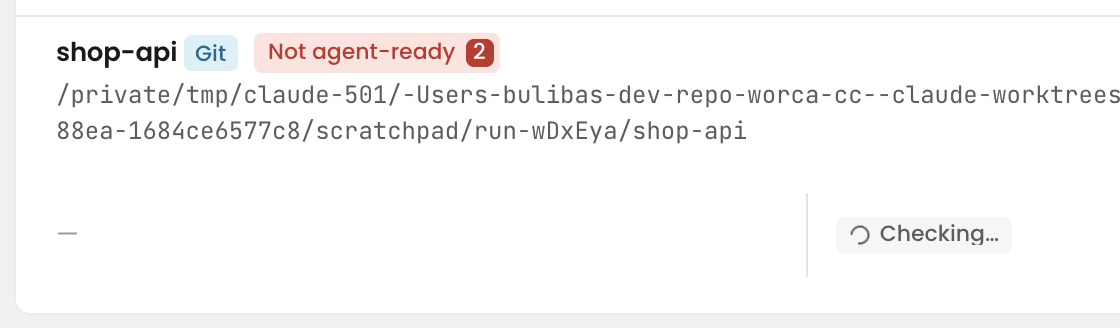 shop-api Git Not agent-ready 2
/private/tmp/claude-501/-Users-bulibas-dev-repo-worca-cc--claude-worktrees
88ea-1684ce6577c8/scratchpad/run-wDxEya/shop-api
— Checking...